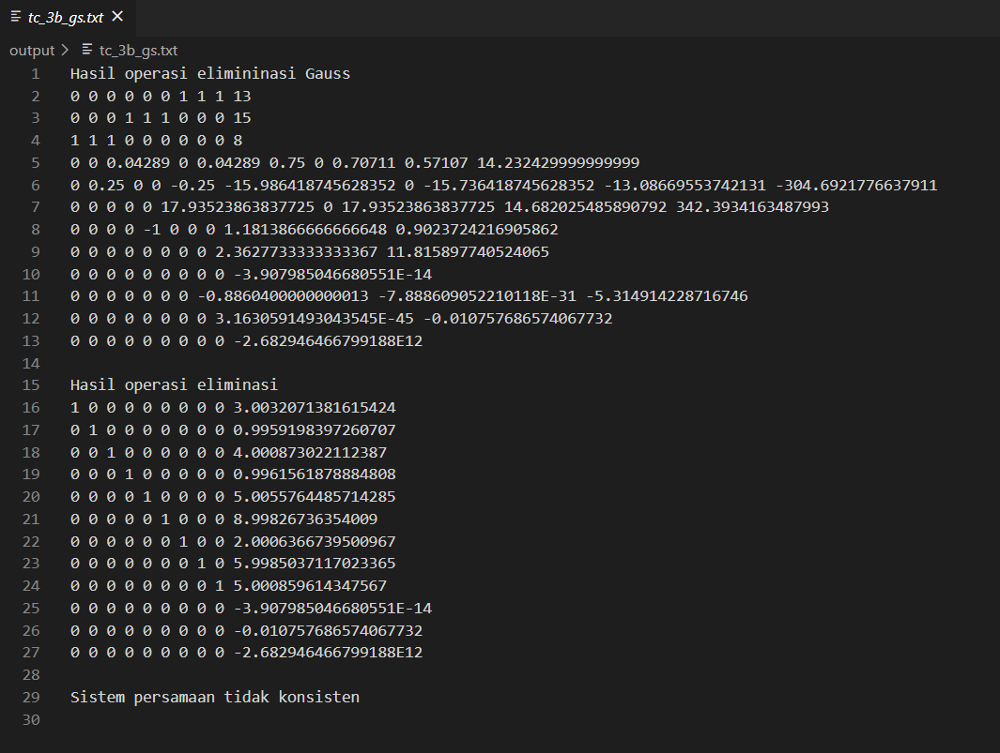 tc_3b_gs.txt
output > tc_3b_gs.txt
1 Hasil operasi elimininasi Gauss
2 0 0 0 0 0 0 1 1 1 13
3 0 0 0 1 1 1 0 0 0 15
4 1 1 1 0 0 0 0 0 0 8
5 0 0 0.04289 0 0.04289 0.75 0 0.70711 0.57107 14.232429999999999
6 0 0.25 0 0 -0.25 -15.986418745628352 0 -15.736418745628352 -13.08669553742131 -304.6921776637911
7 0 0 0 0 0 17.93523863837725 0 17.93523863837725 14.682025485890792 342.3934163487993
8 0 0 0 0 -1 0 0 0 1.1813866666666648 0.9023724216905862
9 0 0 0 0 0 0 0 0 2.3627733333333367 11.815897740524065
10 0 0 0 0 0 0 0 0 0 -3.907985046680551E-14
11 0 0 0 0 0 0 0 -0.8860400000000013 -7.888609052210118E-31 -5.314914228716746
12 0 0 0 0 0 0 0 0 3.1630591493043545E-45 -0.010757686574067732
13 0 0 0 0 0 0 0 0 0 -2.682946466799188E12
14
15 Hasil operasi eliminasi
16 1 0 0 0 0 0 0 0 0 3.0032071381615424
17 0 1 0 0 0 0 0 0 0 0.9959198397260707
18 0 0 1 0 0 0 0 0 0 4.000873022112387
19 0 0 0 1 0 0 0 0 0 0.9961561878884808
20 0 0 0 0 1 0 0 0 0 5.0055764485714285
21 0 0 0 0 0 1 0 0 0 8.99826736354009
22 0 0 0 0 0 0 1 0 0 2.0006366739500967
23 0 0 0 0 0 0 0 1 0 5.9985037117023365
24 0 0 0 0 0 0 0 0 1 5.000859614347567
25 0 0 0 0 0 0 0 0 0 -3.907985046680551E-14
26 0 0 0 0 0 0 0 0 0 -0.010757686574067732
27 0 0 0 0 0 0 0 0 0 -2.682946466799188E12
28
29 Sistem persamaan tidak konsisten
30